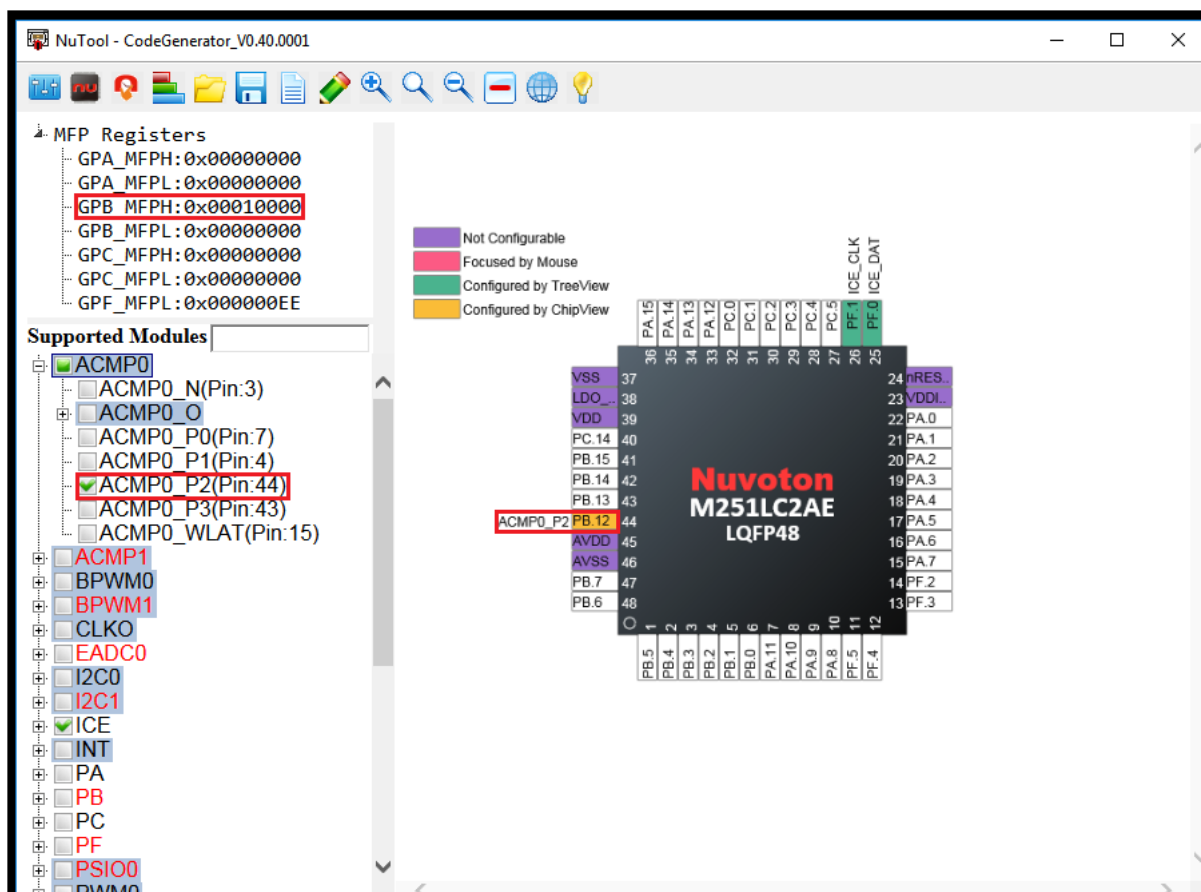 NuTool - CodeGenerator_V0.40.0001
MFP Registers
GPA_MFPH:0x00000000
GPA_MFPL:0x00000000
GPB_MFPH:0x00010000
GPB_MFPL:0x00000000
GPC_MFPH:0x00000000
GPC_MFPL:0x00000000
GPF_MFPL:0x000000EE
Supported Modules
ACMP0
ACMP0_N(Pin:3)
ACMP0_O
ACMP0_P0(Pin:7)
ACMP0_P1(Pin:4)
ACMP0_P2(Pin:44)
ACMP0_P3(Pin:43)
ACMP0_WLAT(Pin:15)
ACMP1
BPWM0
BPWM1
CLKO
EADC0
I2C0
I2C1
ICE
INT
PA
PB
PC
PF
PSIO0
PWM0
Not Configurable
Focused by Mouse
Configured by TreeView
Configured by ChipView
ICE_CLK
ICE_DAT
PA.15
PA.14
PA.13
PA.12
PC.0
PC.1
PC.2
PC.3
PC.4
PC.5
PF.1
PF.0
36 35 34 33 32 31 30 29 28 27 26 25
VSS 37
LDO_.. 38
VDD 39
PC.14 40
PB.15 41
PB.14 42
PB.13 43
ACMP0_P2 PB.12 44
AVDD 45
AVSS 46
PB.7 47
PB.6 48
Nuvoton
M251LC2AE
LQFP48
24 nRES..
23 VDDI..
22 PA.0
21 PA.1
20 PA.2
19 PA.3
18 PA.4
17 PA.5
16 PA.6
15 PA.7
14 PF.2
13 PF.3
1 2 3 4 5 6 7 8 9 10 11 12
PB.5
PB.4
PB.3
PB.2
PB.1
PB.0
PA.11
PA.10
PA.9
PA.8
PF.5
PF.4